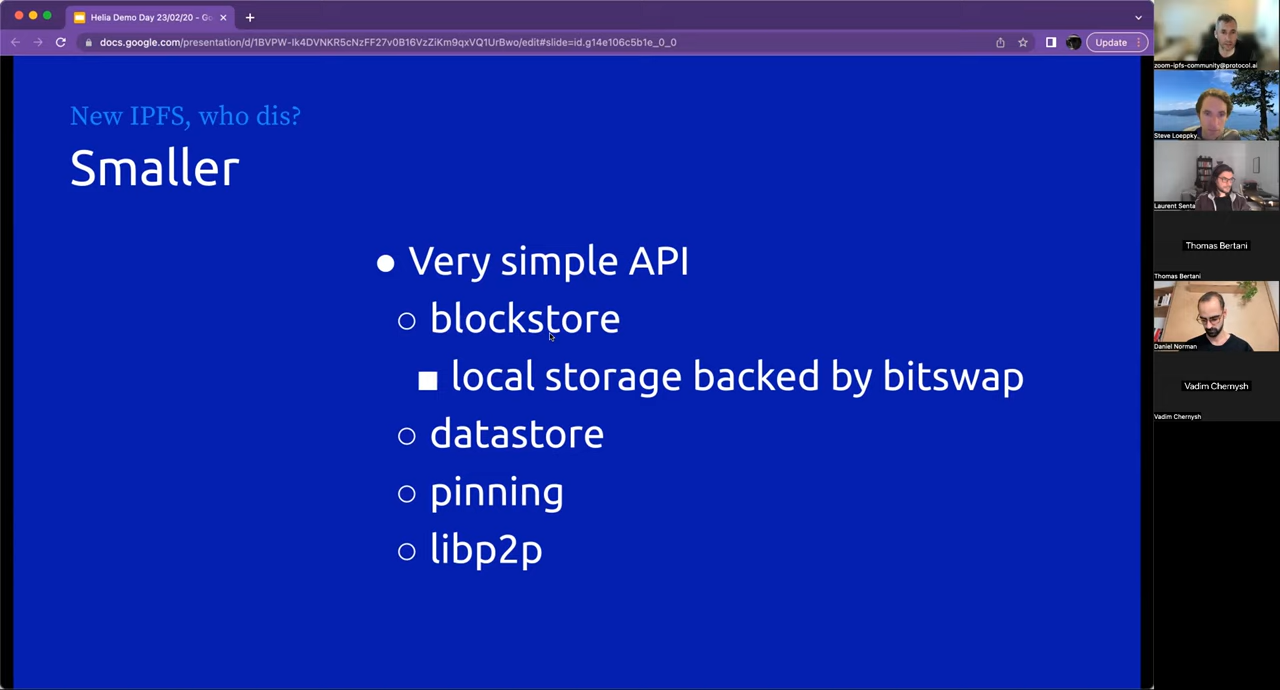 Helia Demo Day 23/02/20 - Go
docs.google.com/presentation/d/1BVPW-Ik4DVNKR5cNzFF27v0B16VzZiKm9qxVQ1UrBwo/edit#slide=id.g14e106c5b1e_0_0
Update
New IPFS, who dis?
Smaller
Very simple API
blockstore
local storage backed by bitswap
datastore
pinning
libp2p
zoom-ipfs-community@protocol.ai
Steve Loeppky
Laurent Senta
Thomas Bertani
Thomas Bertani
Daniel Norman
Vadim Chernysh
Vadim Chernysh